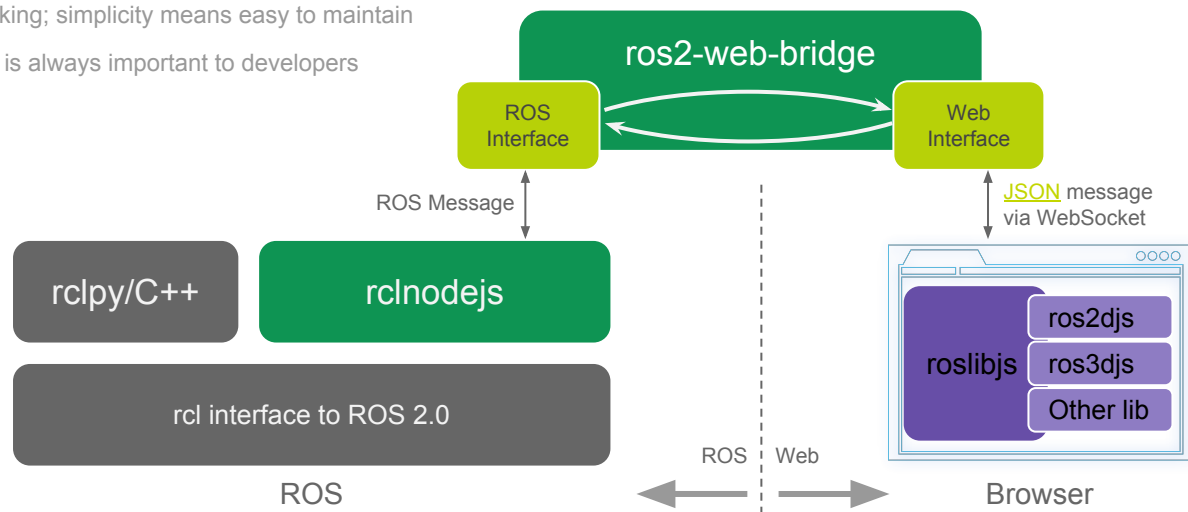 king; simplicity means easy to maintain
is always important to developers
ros2-web-bridge
ROS
Interface
Web
Interface
ROS Message
JSON message
via WebSocket
rclpy/C++
rclnodejs
rcl interface to ROS 2.0
roslibjs
ros2djs
ros3djs
Other lib
ROS
Web
ROS
Browser